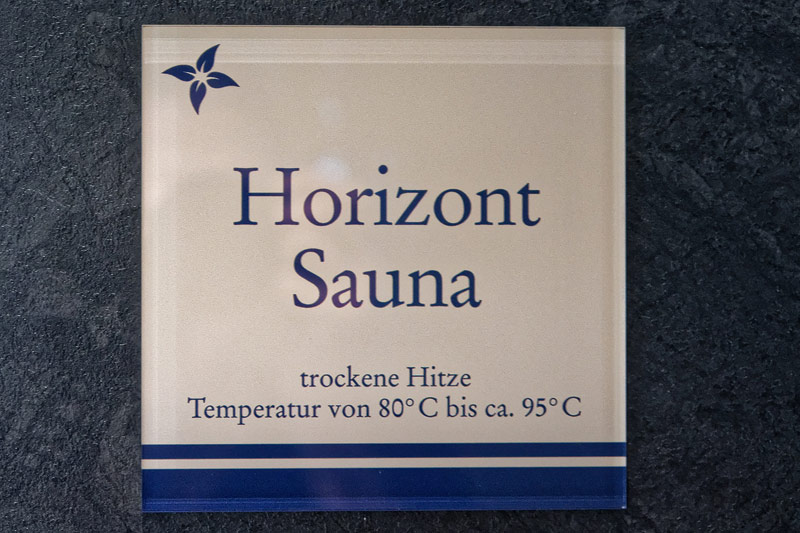 Horizont
Sauna
trockene Hitze
Temperatur von 80° C bis ca. 95° C